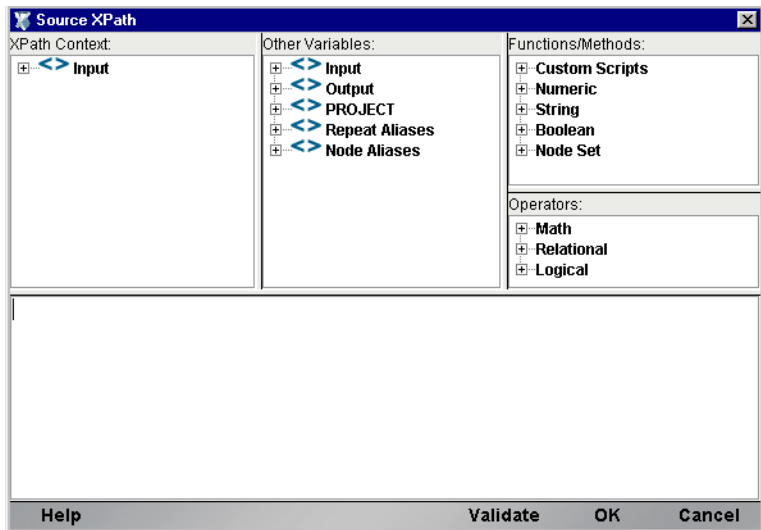 Source XPath
XPath Context:
Input
Other Variables:
Input
Output
PROJECT
Repeat Aliases
Node Aliases
Functions/Methods:
Custom Scripts
Numeric
String
Boolean
Node Set
Operators:
Math
Relational
Logical
Help Validate OK Cancel